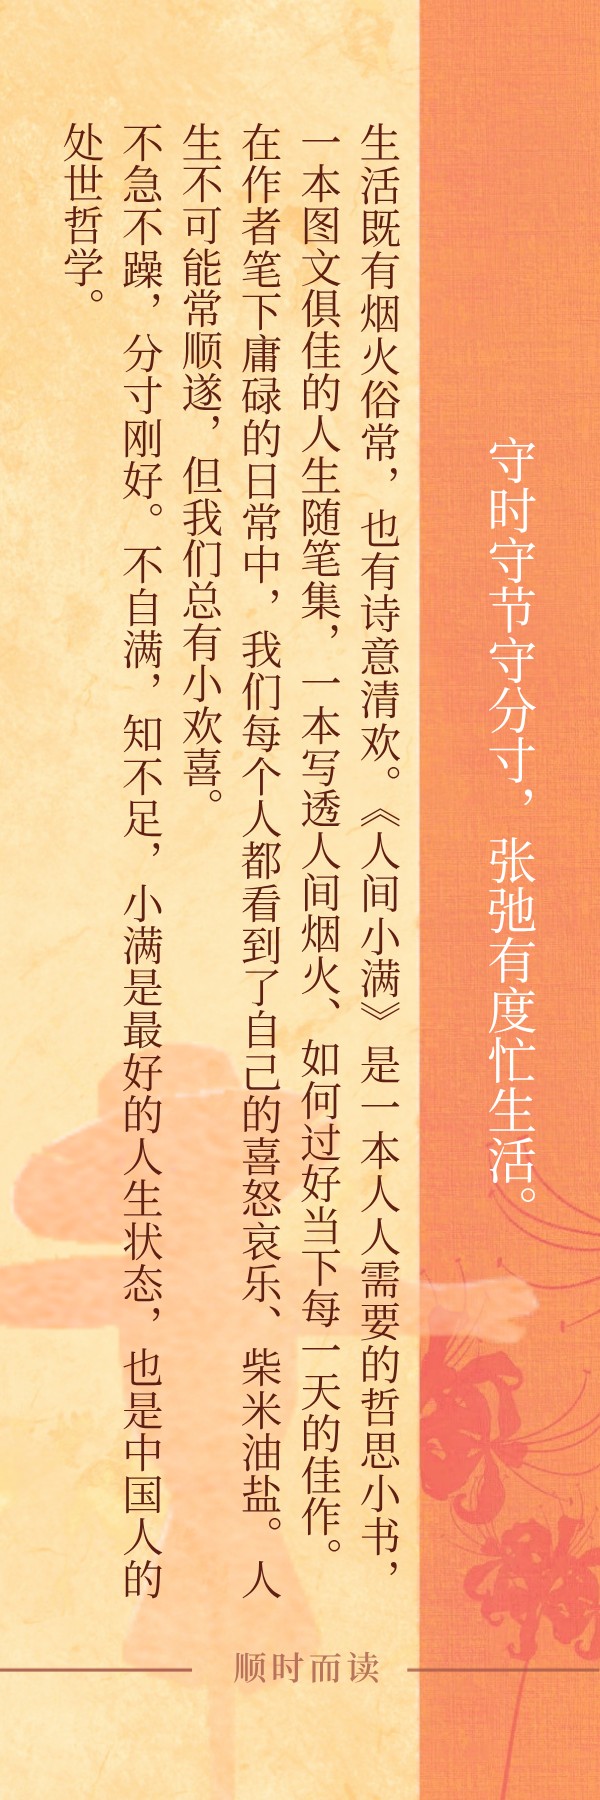 守时守节守分寸，张弛有度忙生活。
生活既有烟火俗常，也有诗意清欢。《人间小满》是一本人人需要的哲思小书，
一本图文俱佳的人生随笔集，一本写透人间烟火、如何过好当下每一天的佳作。
在作者笔下庸碌的日常中，我们每个人都看到了自己的喜怒哀乐、柴米油盐。人
生不可能常顺遂，但我们总有小欢喜。
不急不躁，分寸刚好。不自满，知不足，小满是最好的人生状态，也是中国人的
处世哲学。
顺时而读